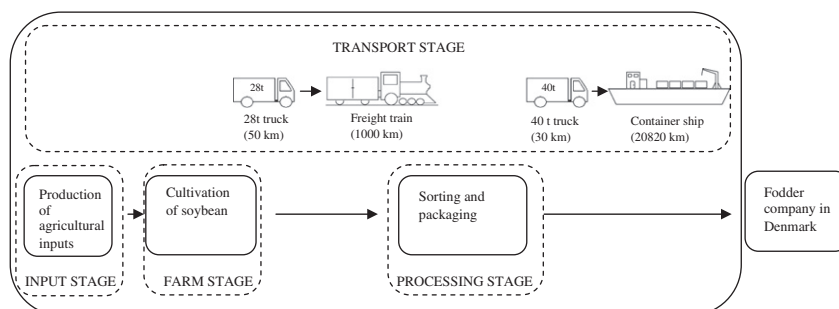 TRANSPORT STAGE
28t
40t
28t truck
(50 km)
Freight train
(1000 km)
40 t truck
(30 km)
Container ship
(20820 km)
Production
of
agricultural
inputs
Cultivation
of soybean
Sorting and
packaging
Fodder
company in
Denmark
INPUT STAGE
FARM STAGE
PROCESSING STAGE